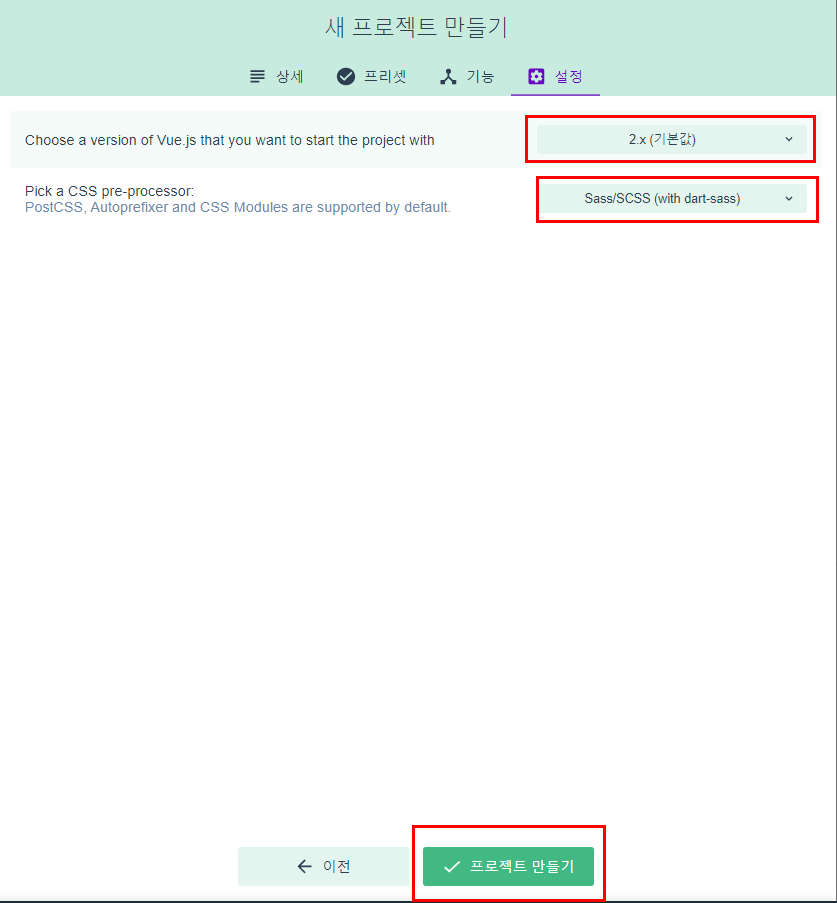 새 프로젝트 만들기
상세 프리셋 기능 설정
Choose a version of Vue.js that you want to start the project with 2.x (기본값)
Pick a CSS pre-processor:
PostCSS, Autoprefixer and CSS Modules are supported by default.
Sass/SCSS (with dart-sass)
이전 프로젝트 만들기